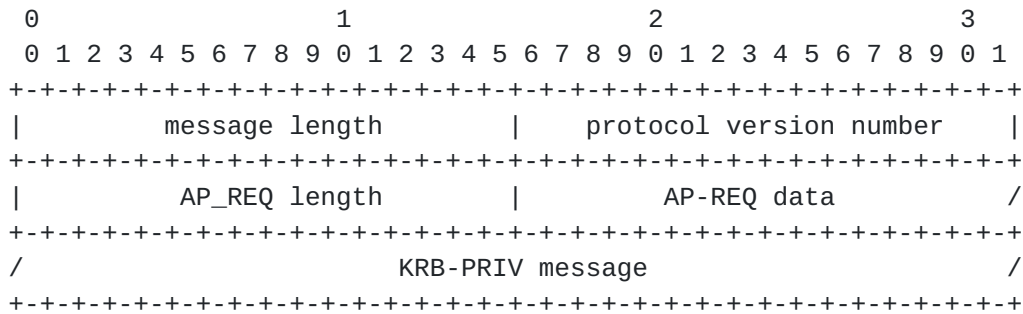 0                   1                   2                   3
 0 1 2 3 4 5 6 7 8 9 0 1 2 3 4 5 6 7 8 9 0 1 2 3 4 5 6 7 8 9 0 1
+-+-+-+-+-+-+-+-+-+-+-+-+-+-+-+-+-+-+-+-+-+-+-+-+-+-+-+-+-+-+-+-+
|         message length        |    protocol version number    |
+-+-+-+-+-+-+-+-+-+-+-+-+-+-+-+-+-+-+-+-+-+-+-+-+-+-+-+-+-+-+-+-+
|          AP_REQ length        |         AP-REQ data           /
+-+-+-+-+-+-+-+-+-+-+-+-+-+-+-+-+-+-+-+-+-+-+-+-+-+-+-+-+-+-+-+-+
/                        KRB-PRIV message                       /
+-+-+-+-+-+-+-+-+-+-+-+-+-+-+-+-+-+-+-+-+-+-+-+-+-+-+-+-+-+-+-+-+